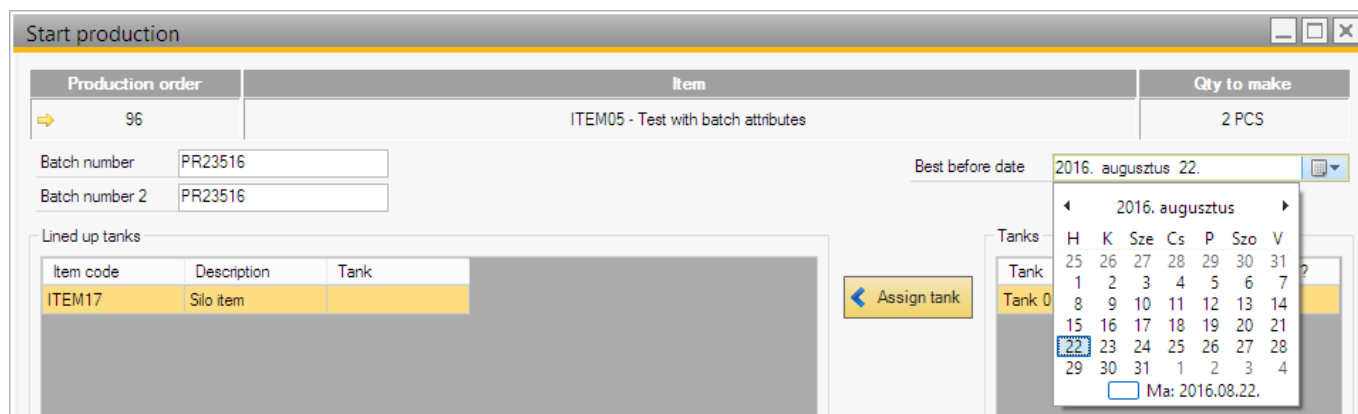 Start production
Production order Item Qty to make
96 ITEM05 - Test with batch attributes 2 PCS
Batch number PR23516 Best before date 2016. augusztus 22.
Batch number 2 PR23516
2016. augusztus
H K Sze Cs P Szo V
25 26 27 28 29 30 31
1 2 3 4 5 6 7
8 9 10 11 12 13 14
15 16 17 18 19 20 21
22 23 24 25 26 27 28
29 30 31 1 2 3 4
Ma: 2016.08.22.
Lined up tanks
Item code Description Tank
ITEM17 Silo item
Assign tank
Tanks
Tank ?
Tank 0